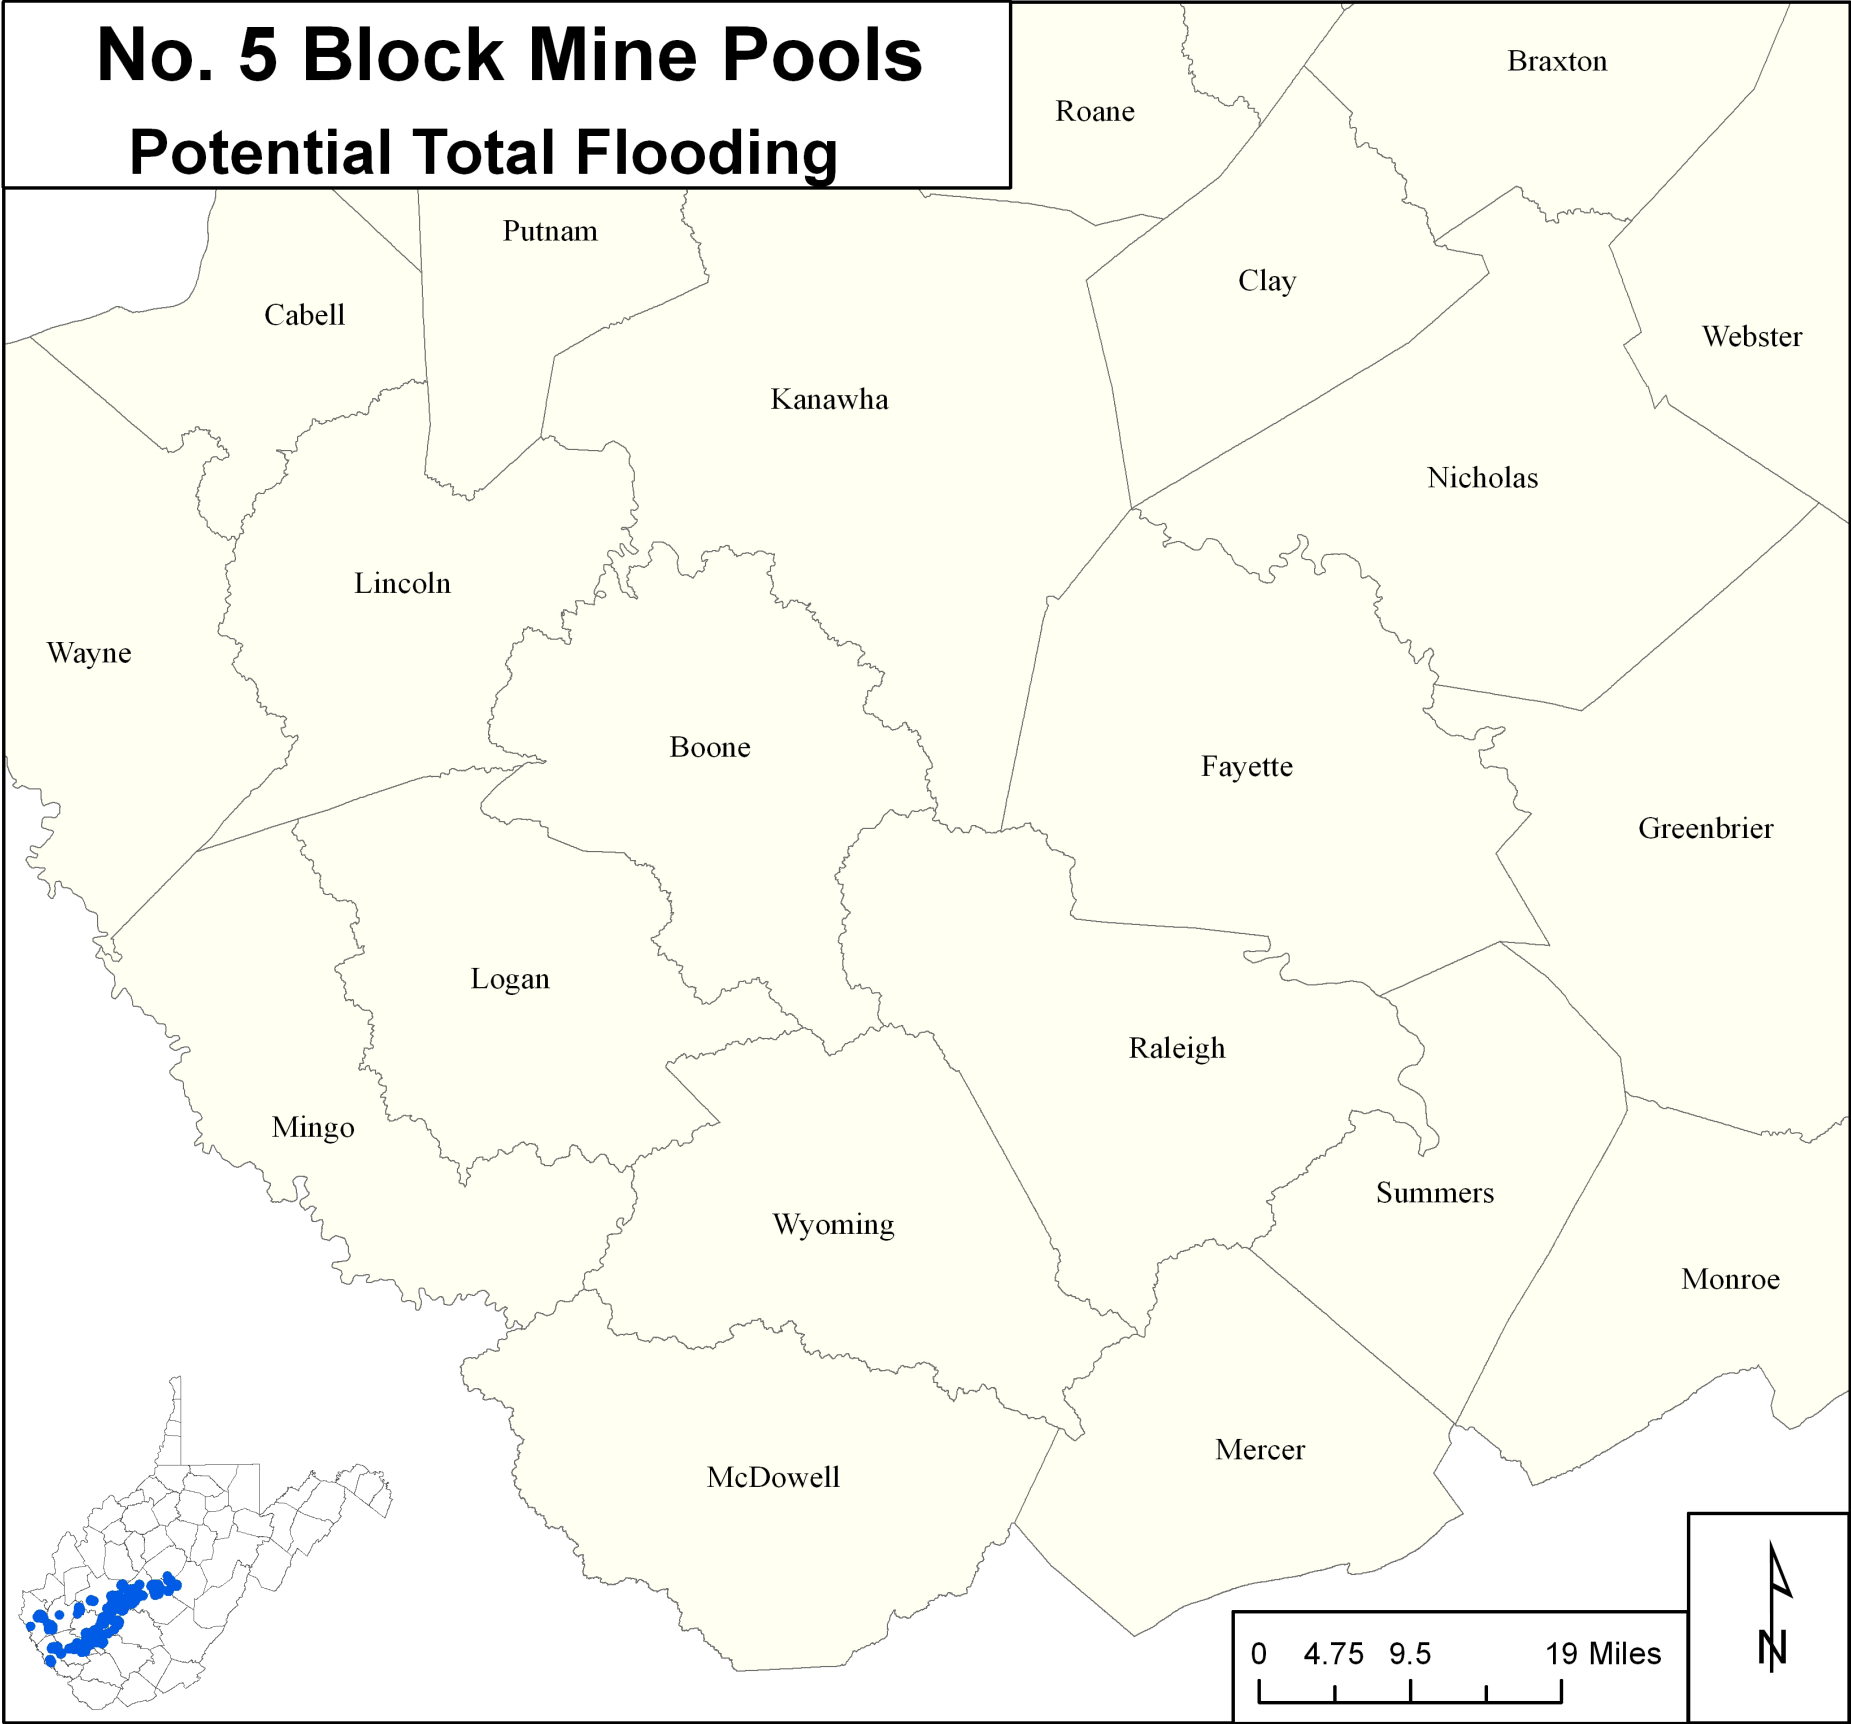 No. 5 Block Mine Pools
Potential Total Flooding
Braxton
Roane
Putnam
Clay
Cabell
Webster
Kanawha
Nicholas
Lincoln
Wayne
Boone
Fayette
Greenbrier
Logan
Raleigh
Mingo
Summers
Wyoming
Monroe
Mercer
McDowell
0 4.75 9.5 19 Miles
N